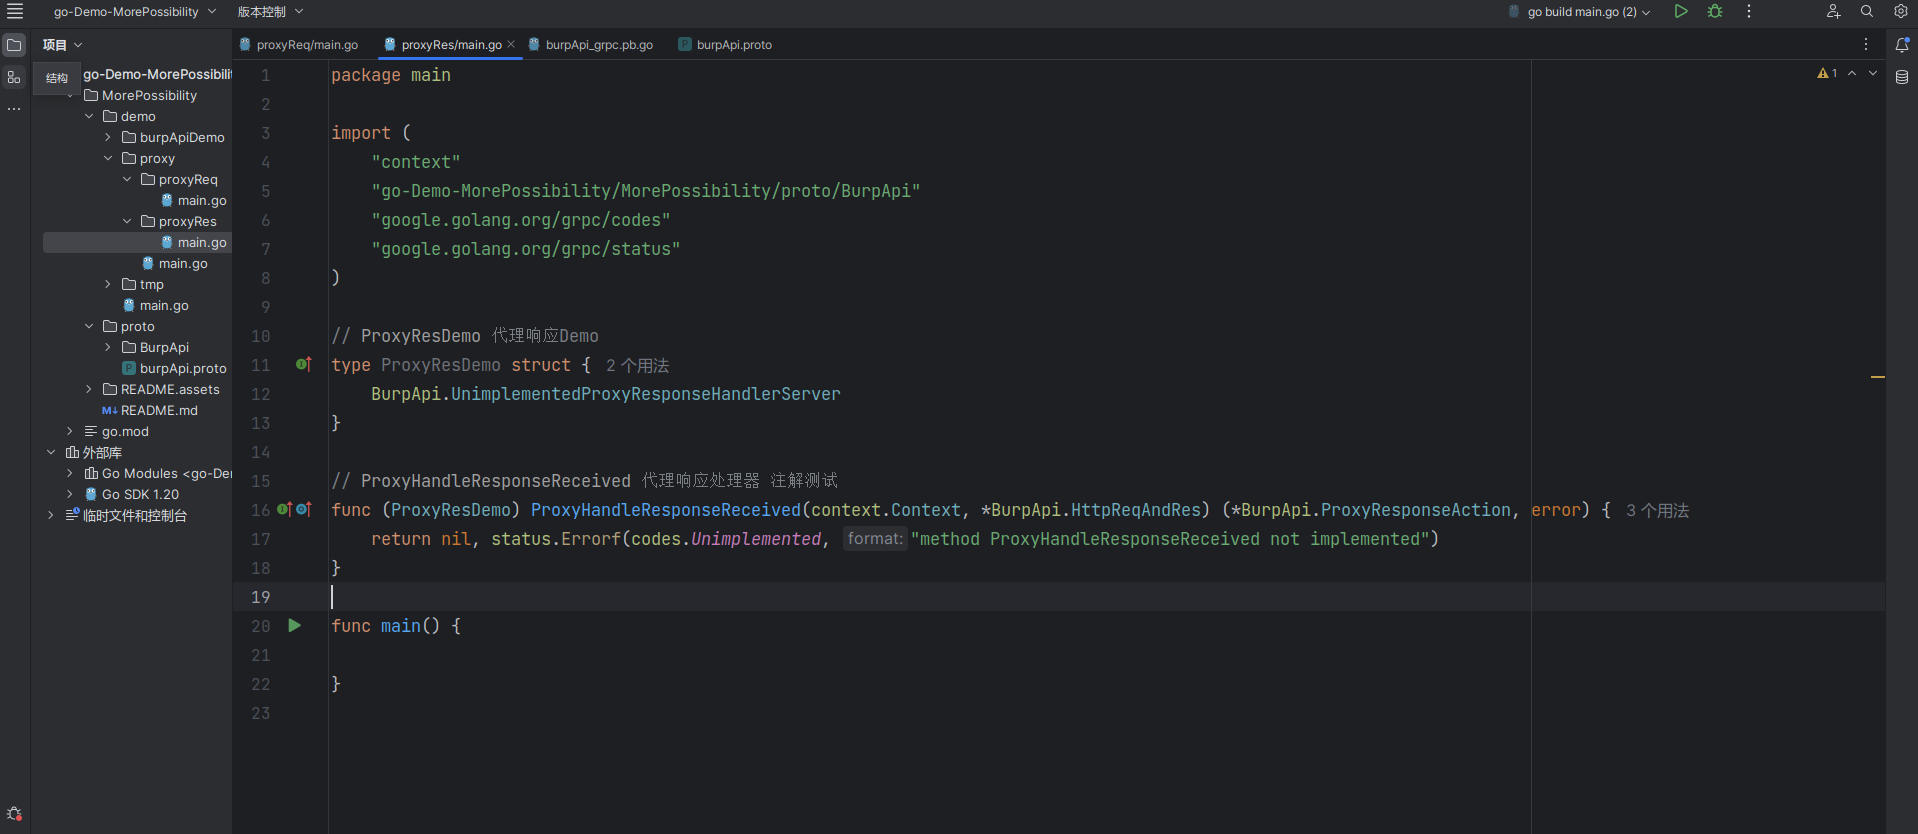 go-Demo-MorePossibility 版本控制 go build main.go (2)
项目
proxyReq/main.go proxyRes/main.go burpApi_grpc.pb.go burpApi.proto
结构
go-Demo-MorePossibilit
MorePossibility
demo
burpApiDemo
proxy
proxyReq
main.go
proxyRes
main.go
main.go
tmp
main.go
proto
BurpApi
burpApi.proto
README.assets
README.md
go.mod
外部库
Go Modules <go-De
Go SDK 1.20
临时文件和控制台
1
1 package main
2
3 import (
4 "context"
5 "go-Demo-MorePossibility/MorePossibility/proto/BurpApi"
6 "google.golang.org/grpc/codes"
7 "google.golang.org/grpc/status"
8 )
9
10 // ProxyResDemo 代理响应Demo
11 type ProxyResDemo struct { 2 个用法
12 BurpApi.UnimplementedProxyResponseHandlerServer
13 }
14
15 // ProxyHandleResponseReceived 代理响应处理器 注解测试
16 func (ProxyResDemo) ProxyHandleResponseReceived(context.Context, *BurpApi.HttpReqAndRes) (*BurpApi.ProxyResponseAction, error) { 3 个用法
17 return nil, status.Errorf(codes.Unimplemented, format: "method ProxyHandleResponseReceived not implemented")
18 }
19
20 func main() {
21
22 }
23